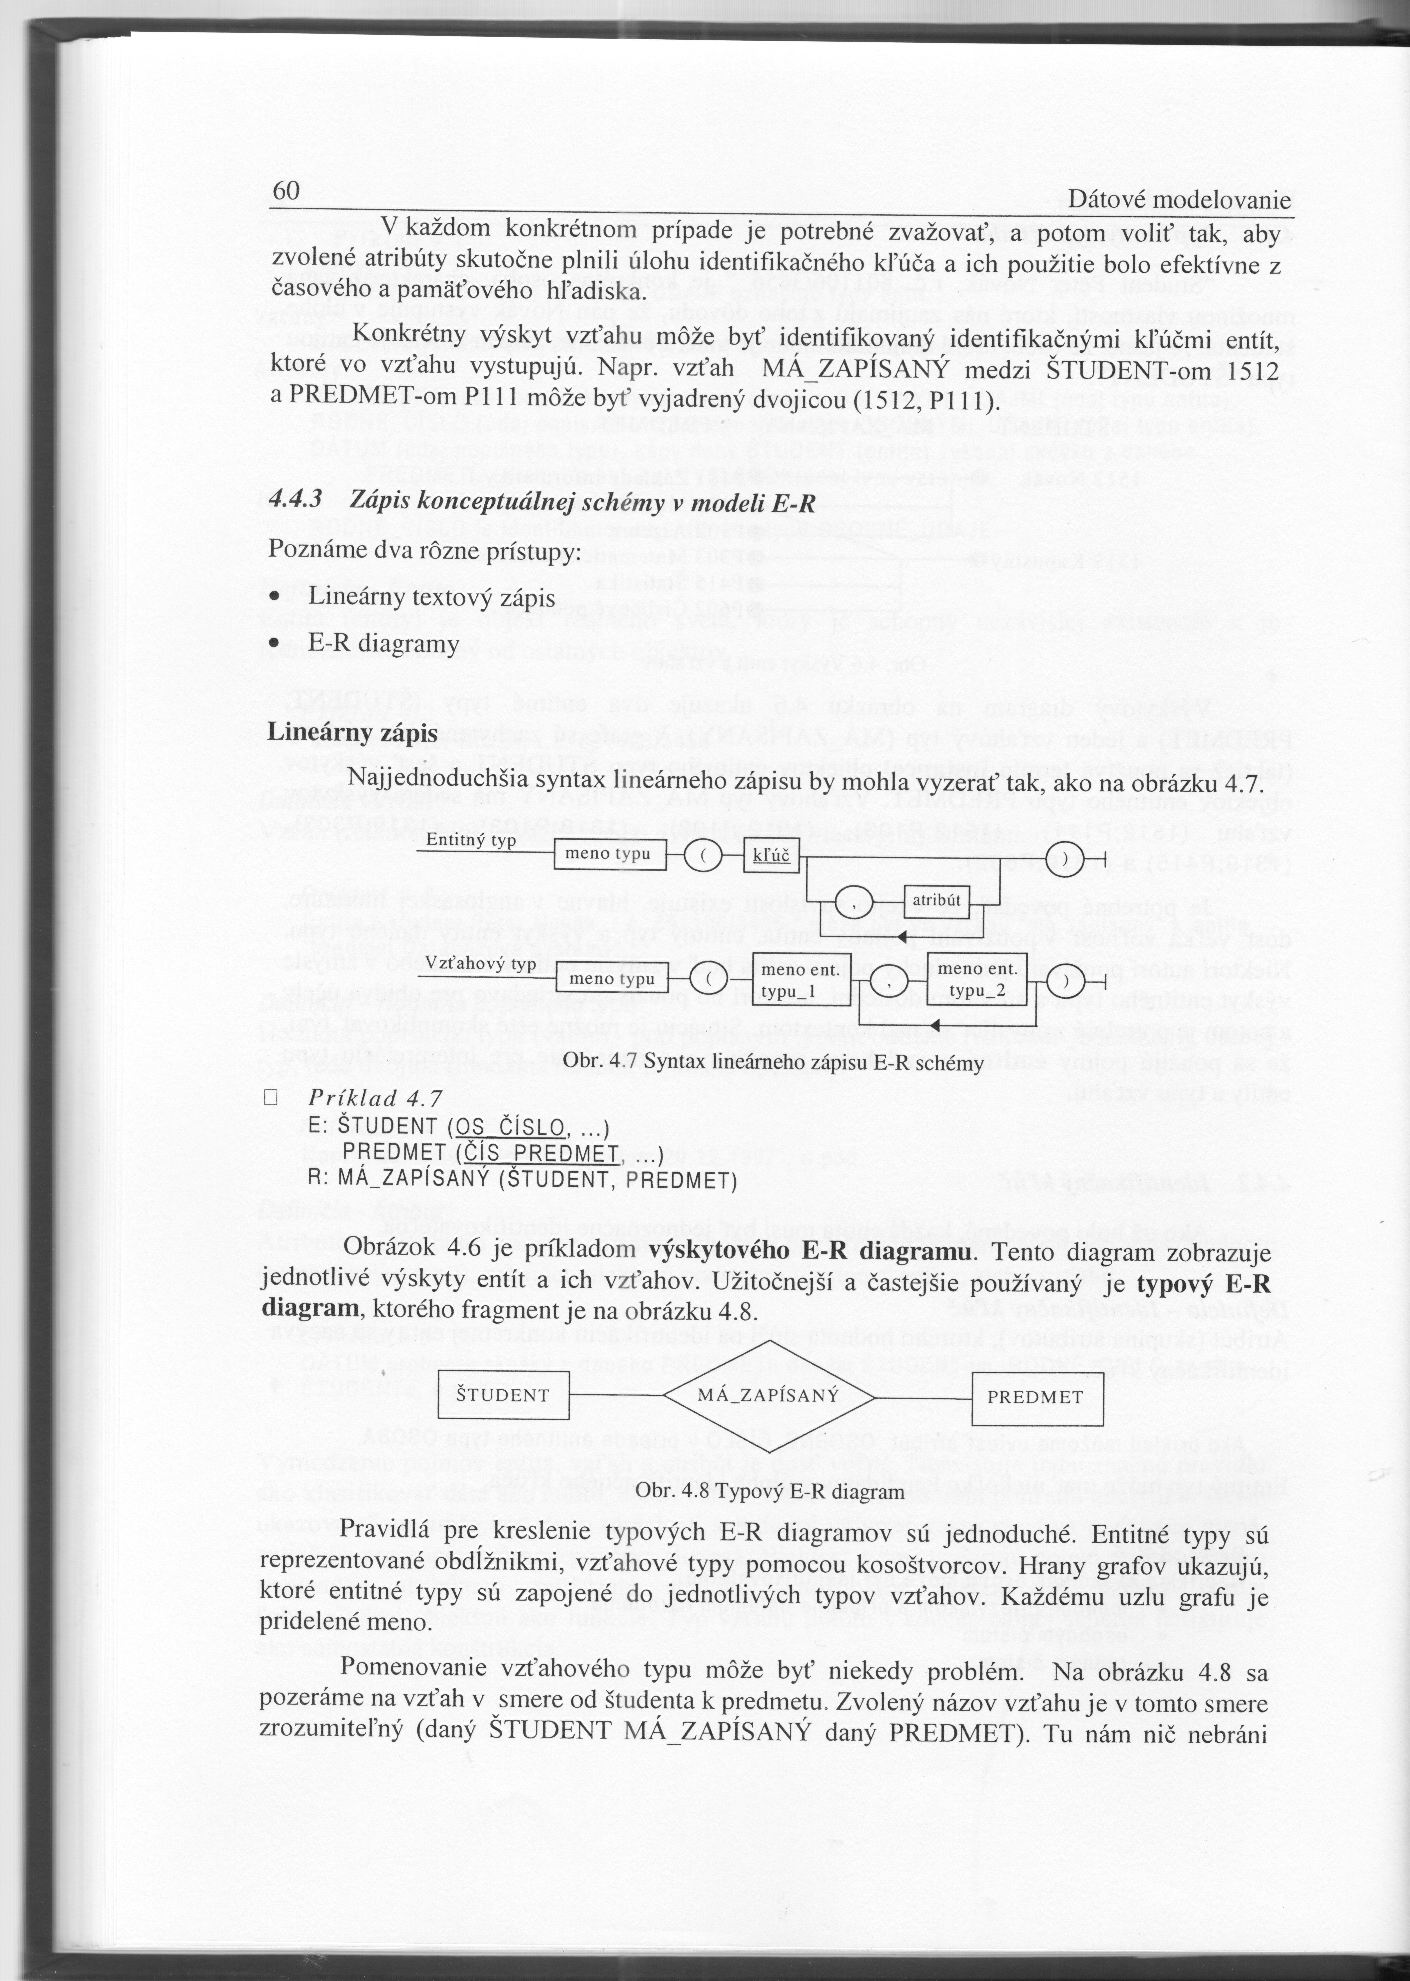 60
Dátové modelovanie
V každom konkrétnom prípade je potrebné zvažovať, a potom voliť tak, aby
zvolené atribúty skutočne plnili úlohu identifikačného kľúča a ich použitie bolo efektívne z
časového a pamäťového hľadiska.
Konkrétny výskyt vzťahu môže byť identifikovaný identifikačnými kľúčmi entít,
ktoré vo vzťahu vystupujú. Napr. vzťah MÁ_ZAPÍSANÝ medzi ŠTUDENT-om 1512
a PREDMET-om P111 môže byť vyjadrený dvojicou (1512, P111).
4.4.3 Zápis konceptuálnej schémy v modeli E-R
Poznáme dva rôzne prístupy:
• Lineárny textový zápis
• E-R diagramy
Lineárny zápis
Najjednoduchšia syntax lineárneho zápisu by mohla vyzerať tak, ako na obrázku 4.7.
Entitný typ
meno typu ( kľúč )
, atribút
Vzťahový typ
meno typu ( meno ent. typu_1 , meno ent. typu_2 )
Obr. 4.7 Syntax lineárneho zápisu E-R schémy
□ Príklad 4.7
E: ŠTUDENT (OS_ČÍSLO, ...)
PREDMET (ČÍS_PREDMET, ...)
R: MÁ_ZAPÍSANÝ (ŠTUDENT, PREDMET)
Obrázok 4.6 je príkladom výskytového E-R diagramu. Tento diagram zobrazuje
jednotlivé výskyty entít a ich vzťahov. Užitočnejší a častejšie používaný je typový E-R
diagram, ktorého fragment je na obrázku 4.8.
ŠTUDENT MÁ_ZAPÍSANÝ PREDMET
Obr. 4.8 Typový E-R diagram
Pravidlá pre kreslenie typových E-R diagramov sú jednoduché. Entitné typy sú
reprezentované obdĺžnikmi, vzťahové typy pomocou kosoštvorcov. Hrany grafov ukazujú,
ktoré entitné typy sú zapojené do jednotlivých typov vzťahov. Každému uzlu grafu je
pridelené meno.
Pomenovanie vzťahového typu môže byť niekedy problém. Na obrázku 4.8 sa
pozeráme na vzťah v smere od študenta k predmetu. Zvolený názov vzťahu je v tomto smere
zrozumiteľný (daný ŠTUDENT MÁ_ZAPÍSANÝ daný PREDMET). Tu nám nič nebráni